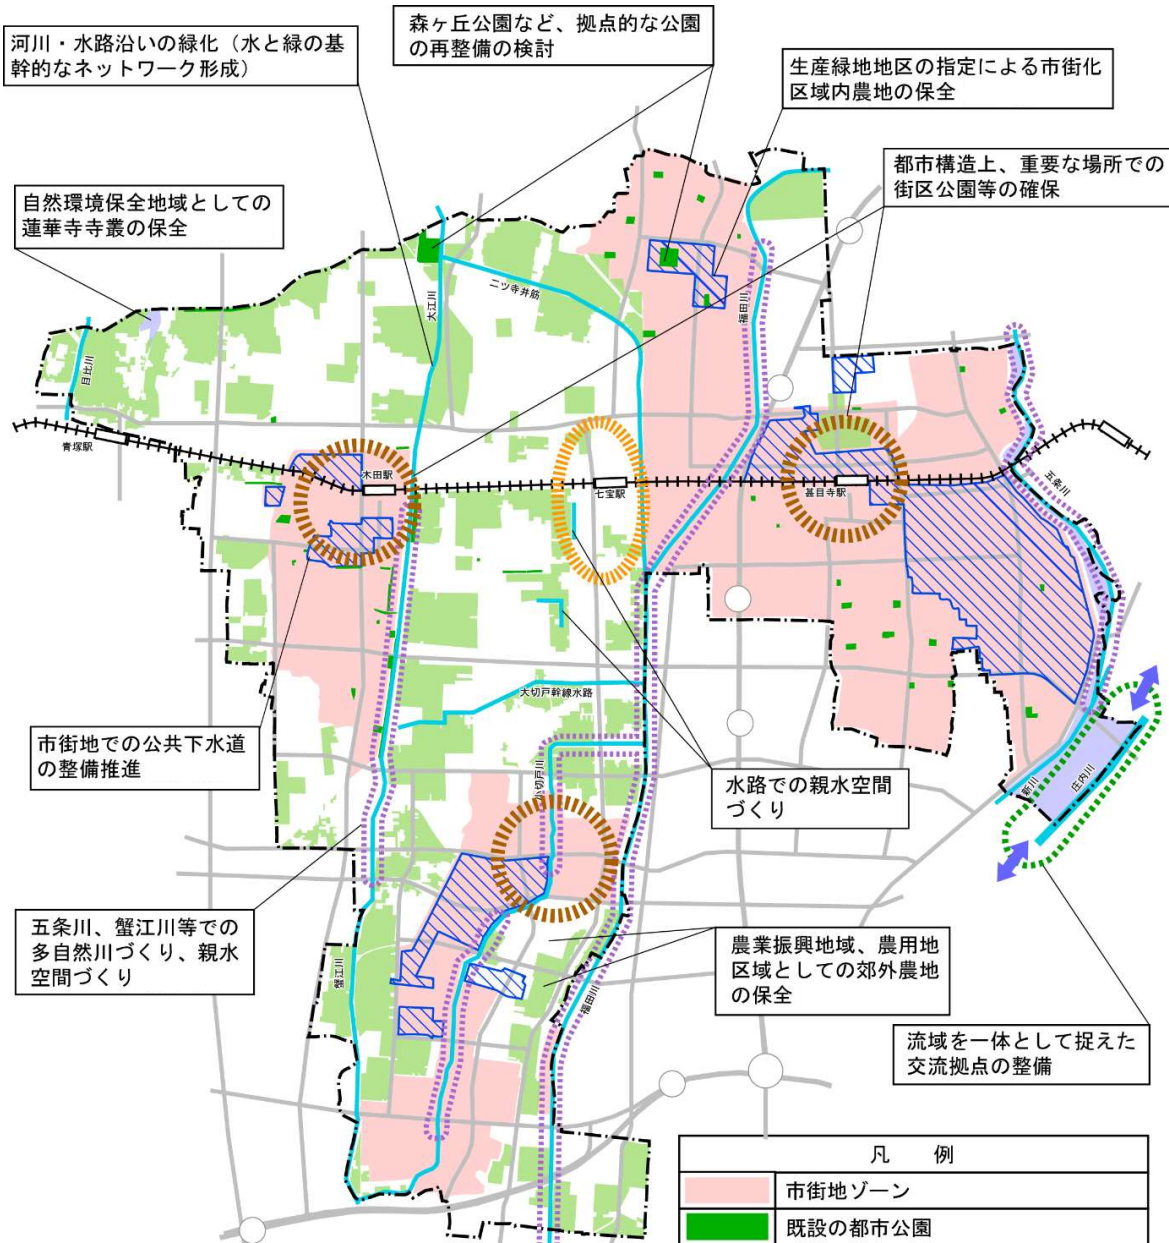 森ヶ丘公園など、拠点的な公園
の再整備の検討
河川・水路沿いの緑化（水と緑の基
幹的なネットワーク形成）
生産緑地地区の指定による市街化
区域内農地の保全
都市構造上、重要な場所での
街区公園等の確保
自然環境保全地域としての
蓮華寺寺叢の保全
大江川
二ツ寺井筋
福田川
目比川
青塚駅
木田駅
七宝駅
甚目寺駅
五条川
大切戸幹線水路
小切戸川
市街地での公共下水道
の整備推進
水路での親水空間
づくり
新川
庄内川
五条川、蟹江川等での
多自然川づくり、親水
空間づくり
蟹江川
福田川
農業振興地域、農用地
区域としての郊外農地
の保全
流域を一体として捉えた
交流拠点の整備
凡　例
市街地ゾーン
既設の都市公園